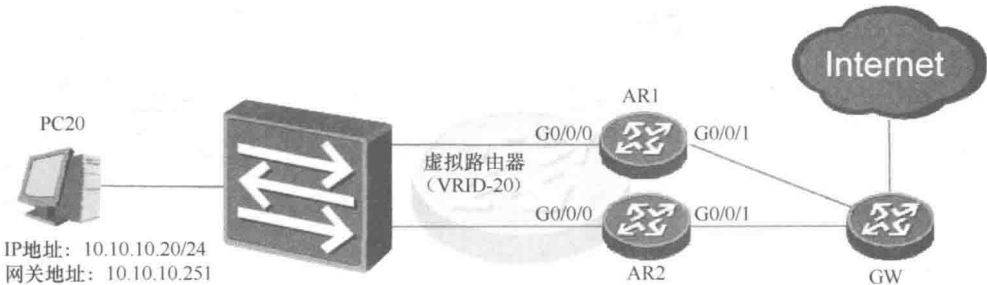 Internet
AR1
PC20
G0/0/0
G0/0/1
虚拟路由器
（VRID-20）
G0/0/0
G0/0/1
IP地址：10.10.10.20/24
网关地址：10.10.10.251
AR2
GW